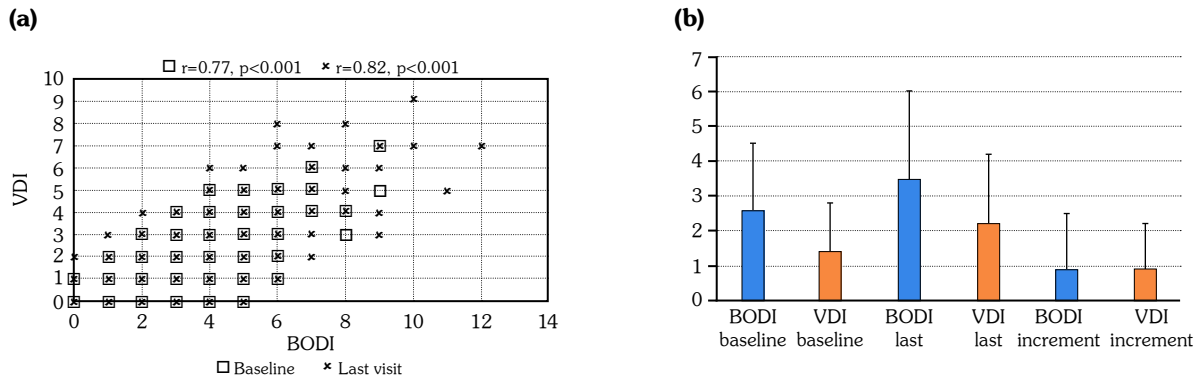 (a)
r=0.77, p<0.001 × r=0.82, p<0.001
VDI
10
9
8
7
6
5
4
3
2
1
0
0 2 4 6 8 10 12 14
BODI
Baseline × Last visit
(b)
7
6
5
4
3
2
1
0
BODI baseline
VDI baseline
BODI last
VDI last
BODI increment
VDI increment